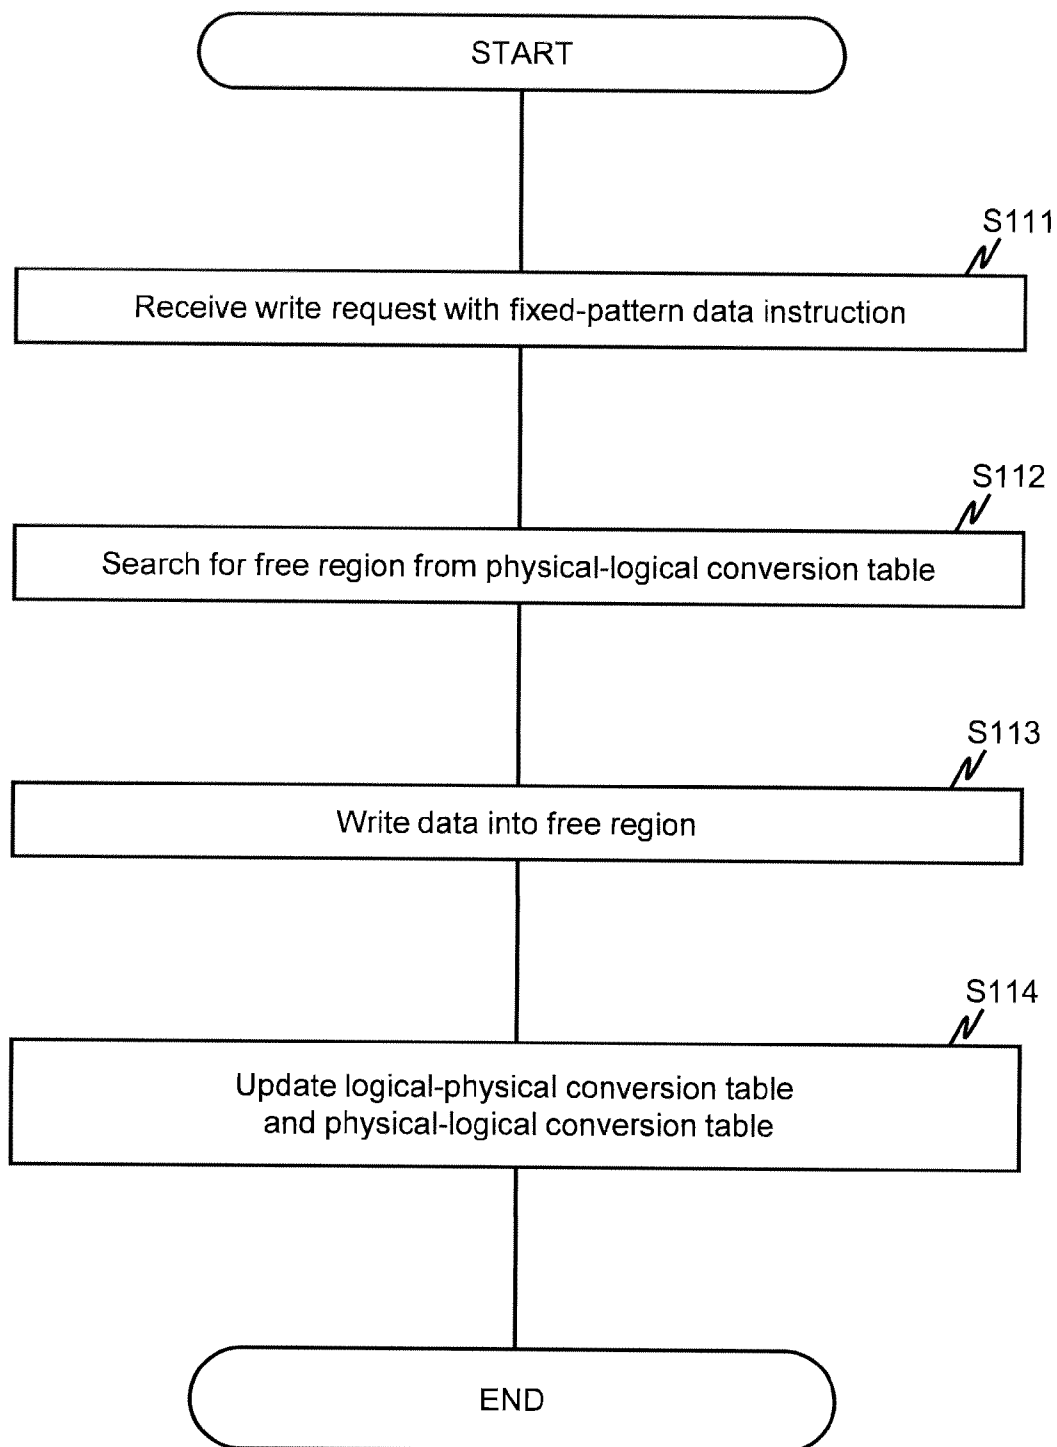 START
S111
Receive write request with fixed-pattern data instruction
S112
Search for free region from physical-logical conversion table
S113
Write data into free region
S114
Update logical-physical conversion table
and physical-logical conversion table
END